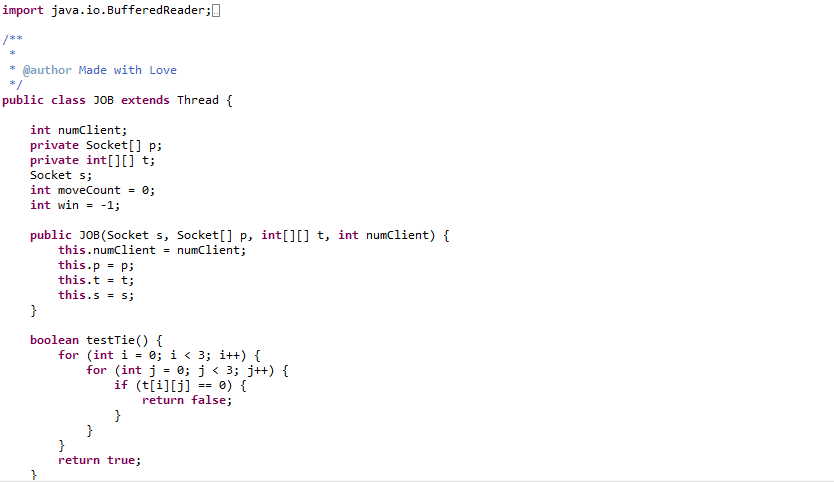 import java.io.BufferedReader;
/**
*
* @author Made with Love
*/
public class JOB extends Thread {
int numClient;
private Socket[] p;
private int[][] t;
Socket s;
int moveCount = 0;
int win = -1;
public JOB(Socket s, Socket[] p, int[][] t, int numClient) {
this.numClient = numClient;
this.p = p;
this.t = t;
this.s = s;
}
boolean testTie() {
for (int i = 0; i < 3; i++) {
for (int j = 0; j < 3; j++) {
if (t[i][j] == 0) {
return false;
}
}
}
return true;
}